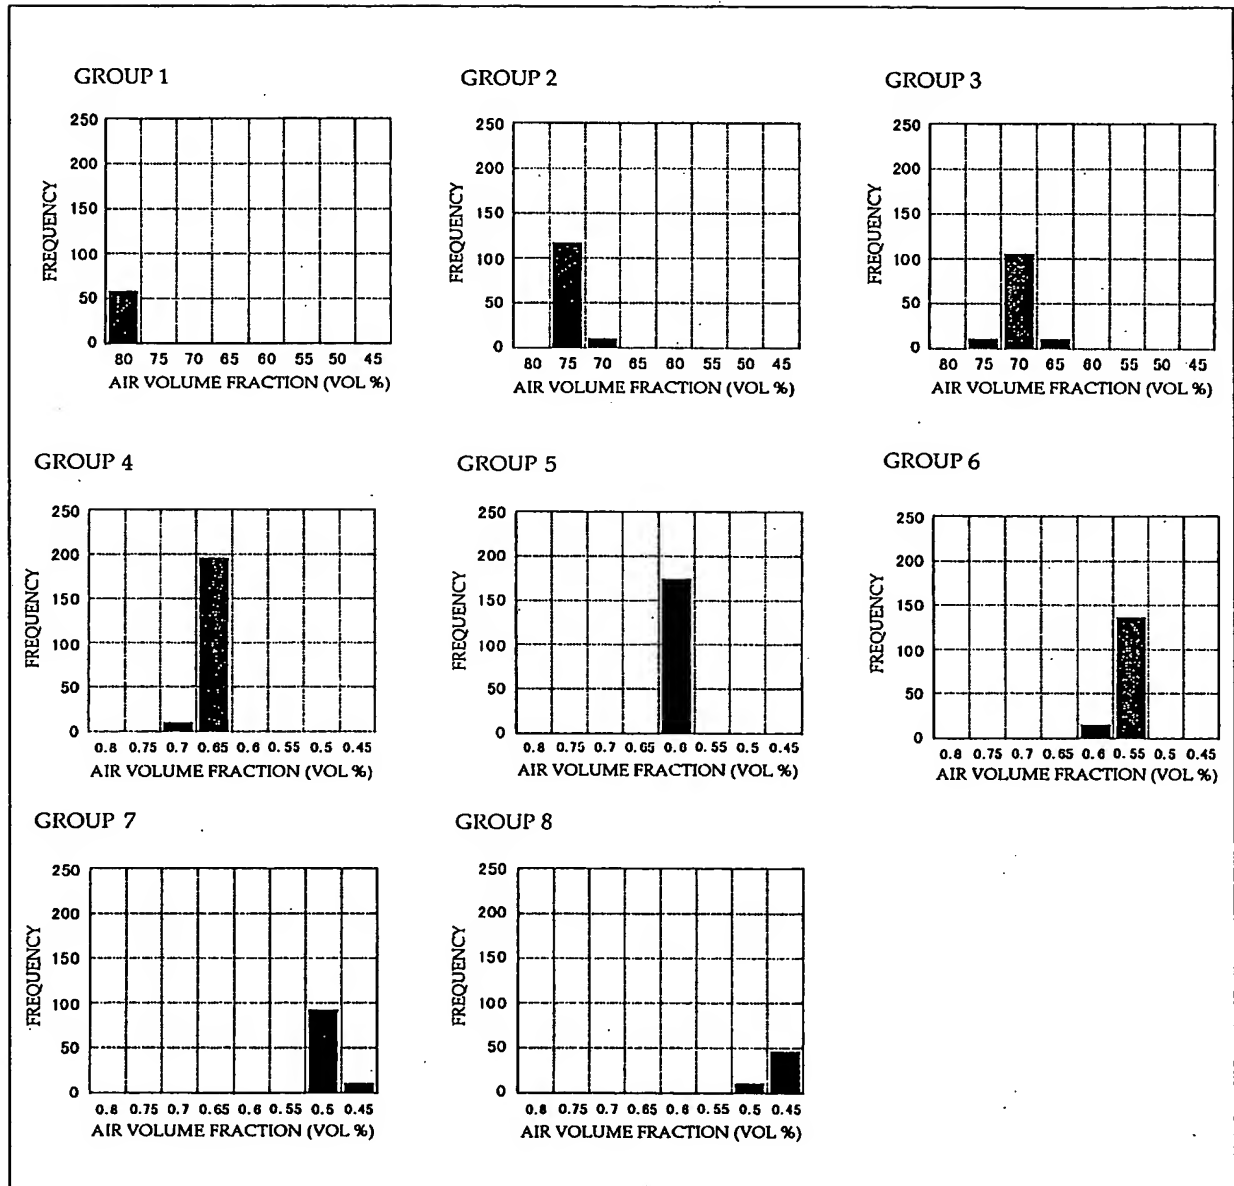 GROUP 1
250
200
150
100
50
0
FREQUENCY
80 75 70 65 60 55 50 45
AIR VOLUME FRACTION (VOL %)
GROUP 2
250
200
150
100
50
0
FREQUENCY
80 75 70 65 60 55 50 45
AIR VOLUME FRACTION (VOL %)
GROUP 3
250
200
150
100
50
0
FREQUENCY
80 75 70 65 60 55 50 45
AIR VOLUME FRACTION (VOL %)
GROUP 4
250
200
150
100
50
0
FREQUENCY
0.8 0.75 0.7 0.65 0.6 0.55 0.5 0.45
AIR VOLUME FRACTION (VOL %)
GROUP 5
250
200
150
100
50
0
FREQUENCY
0.8 0.75 0.7 0.65 0.6 0.55 0.5 0.45
AIR VOLUME FRACTION (VOL %)
GROUP 6
250
200
150
100
50
0
FREQUENCY
0.8 0.75 0.7 0.65 0.6 0.55 0.5 0.45
AIR VOLUME FRACTION (VOL %)
GROUP 7
250
200
150
100
50
0
FREQUENCY
0.8 0.75 0.7 0.65 0.6 0.55 0.5 0.45
AIR VOLUME FRACTION (VOL %)
GROUP 8
250
200
150
100
50
0
FREQUENCY
0.8 0.75 0.7 0.65 0.6 0.55 0.5 0.45
AIR VOLUME FRACTION (VOL %)